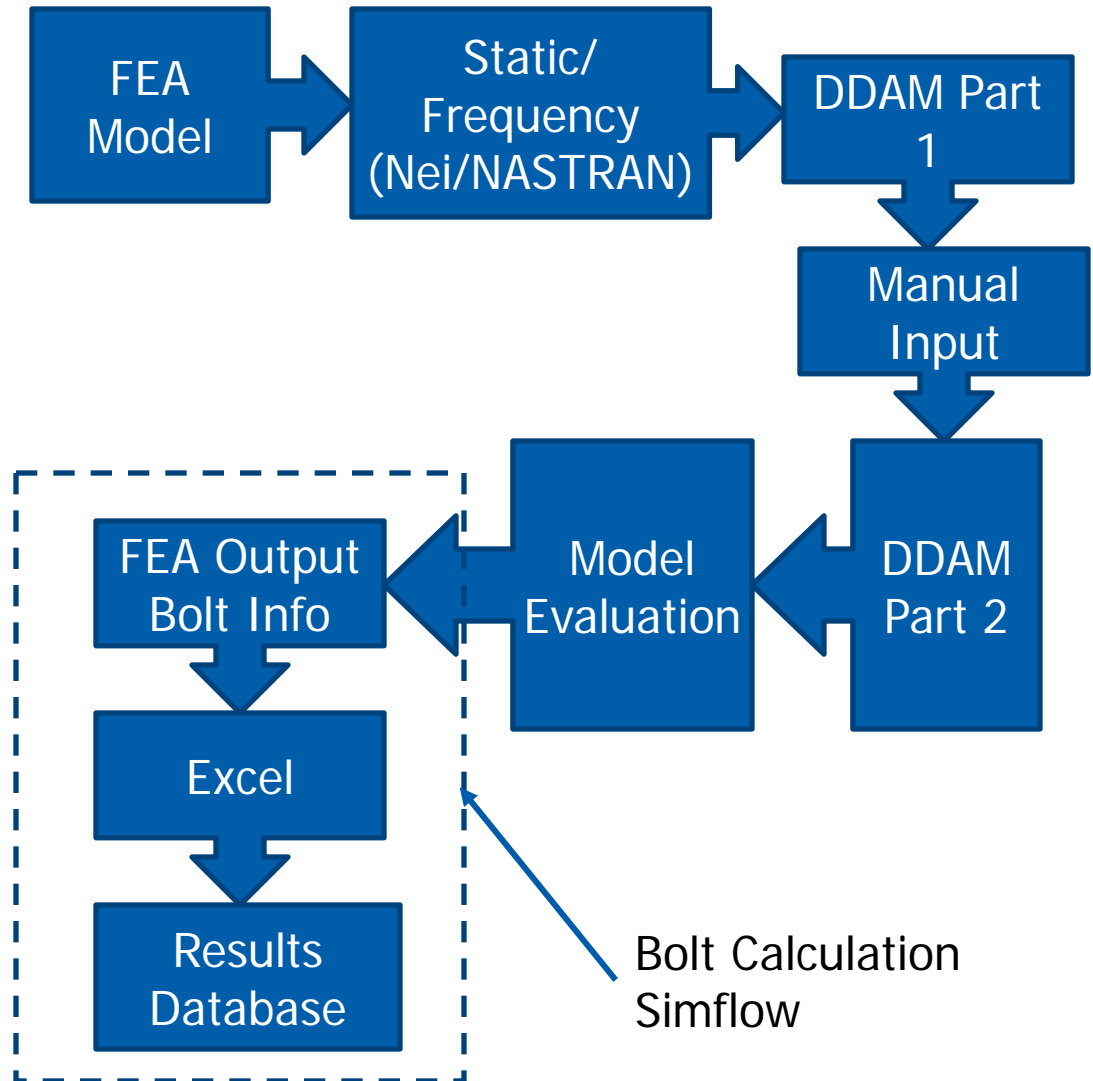 FEA
Model
Static/
Frequency
(Nei/NASTRAN)
DDAM Part
1
Manual
Input
DDAM
Part 2
Model
Evaluation
FEA Output
Bolt Info
Excel
Results
Database
Bolt Calculation
Simflow